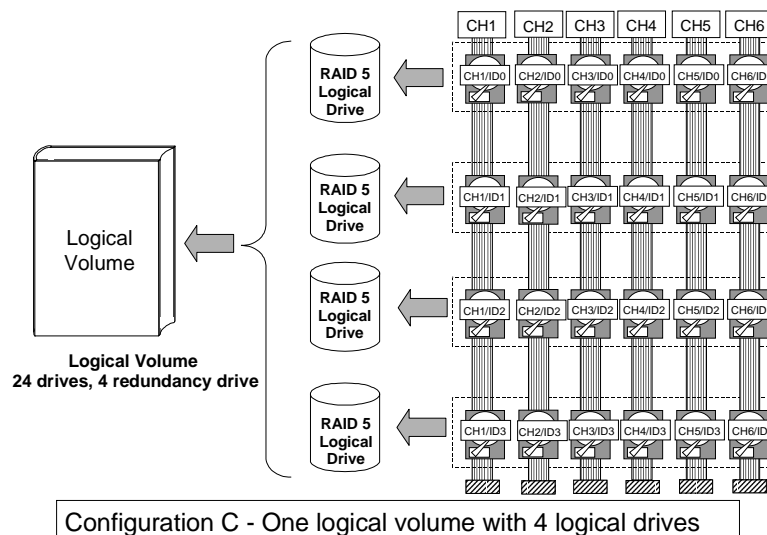 CH1 CH2 CH3 CH4 CH5 CH6
RAID 5
Logical
Drive
CH1/ID0 CH2/ID0 CH3/ID0 CH4/ID0 CH5/ID0 CH6/ID
RAID 5
Logical
Drive
CH1/ID1 CH2/ID1 CH3/ID1 CH4/ID1 CH5/ID1 CH6/ID
Logical
Volume
RAID 5
Logical
Drive
CH1/ID2 CH2/ID2 CH3/ID2 CH4/ID2 CH5/ID2 CH6/ID
Logical Volume
24 drives, 4 redundancy drive
RAID 5
Logical
Drive
CH1/ID3 CH2/ID3 CH3/ID3 CH4/ID3 CH5/ID3 CH6/ID
Configuration C - One logical volume with 4 logical drives